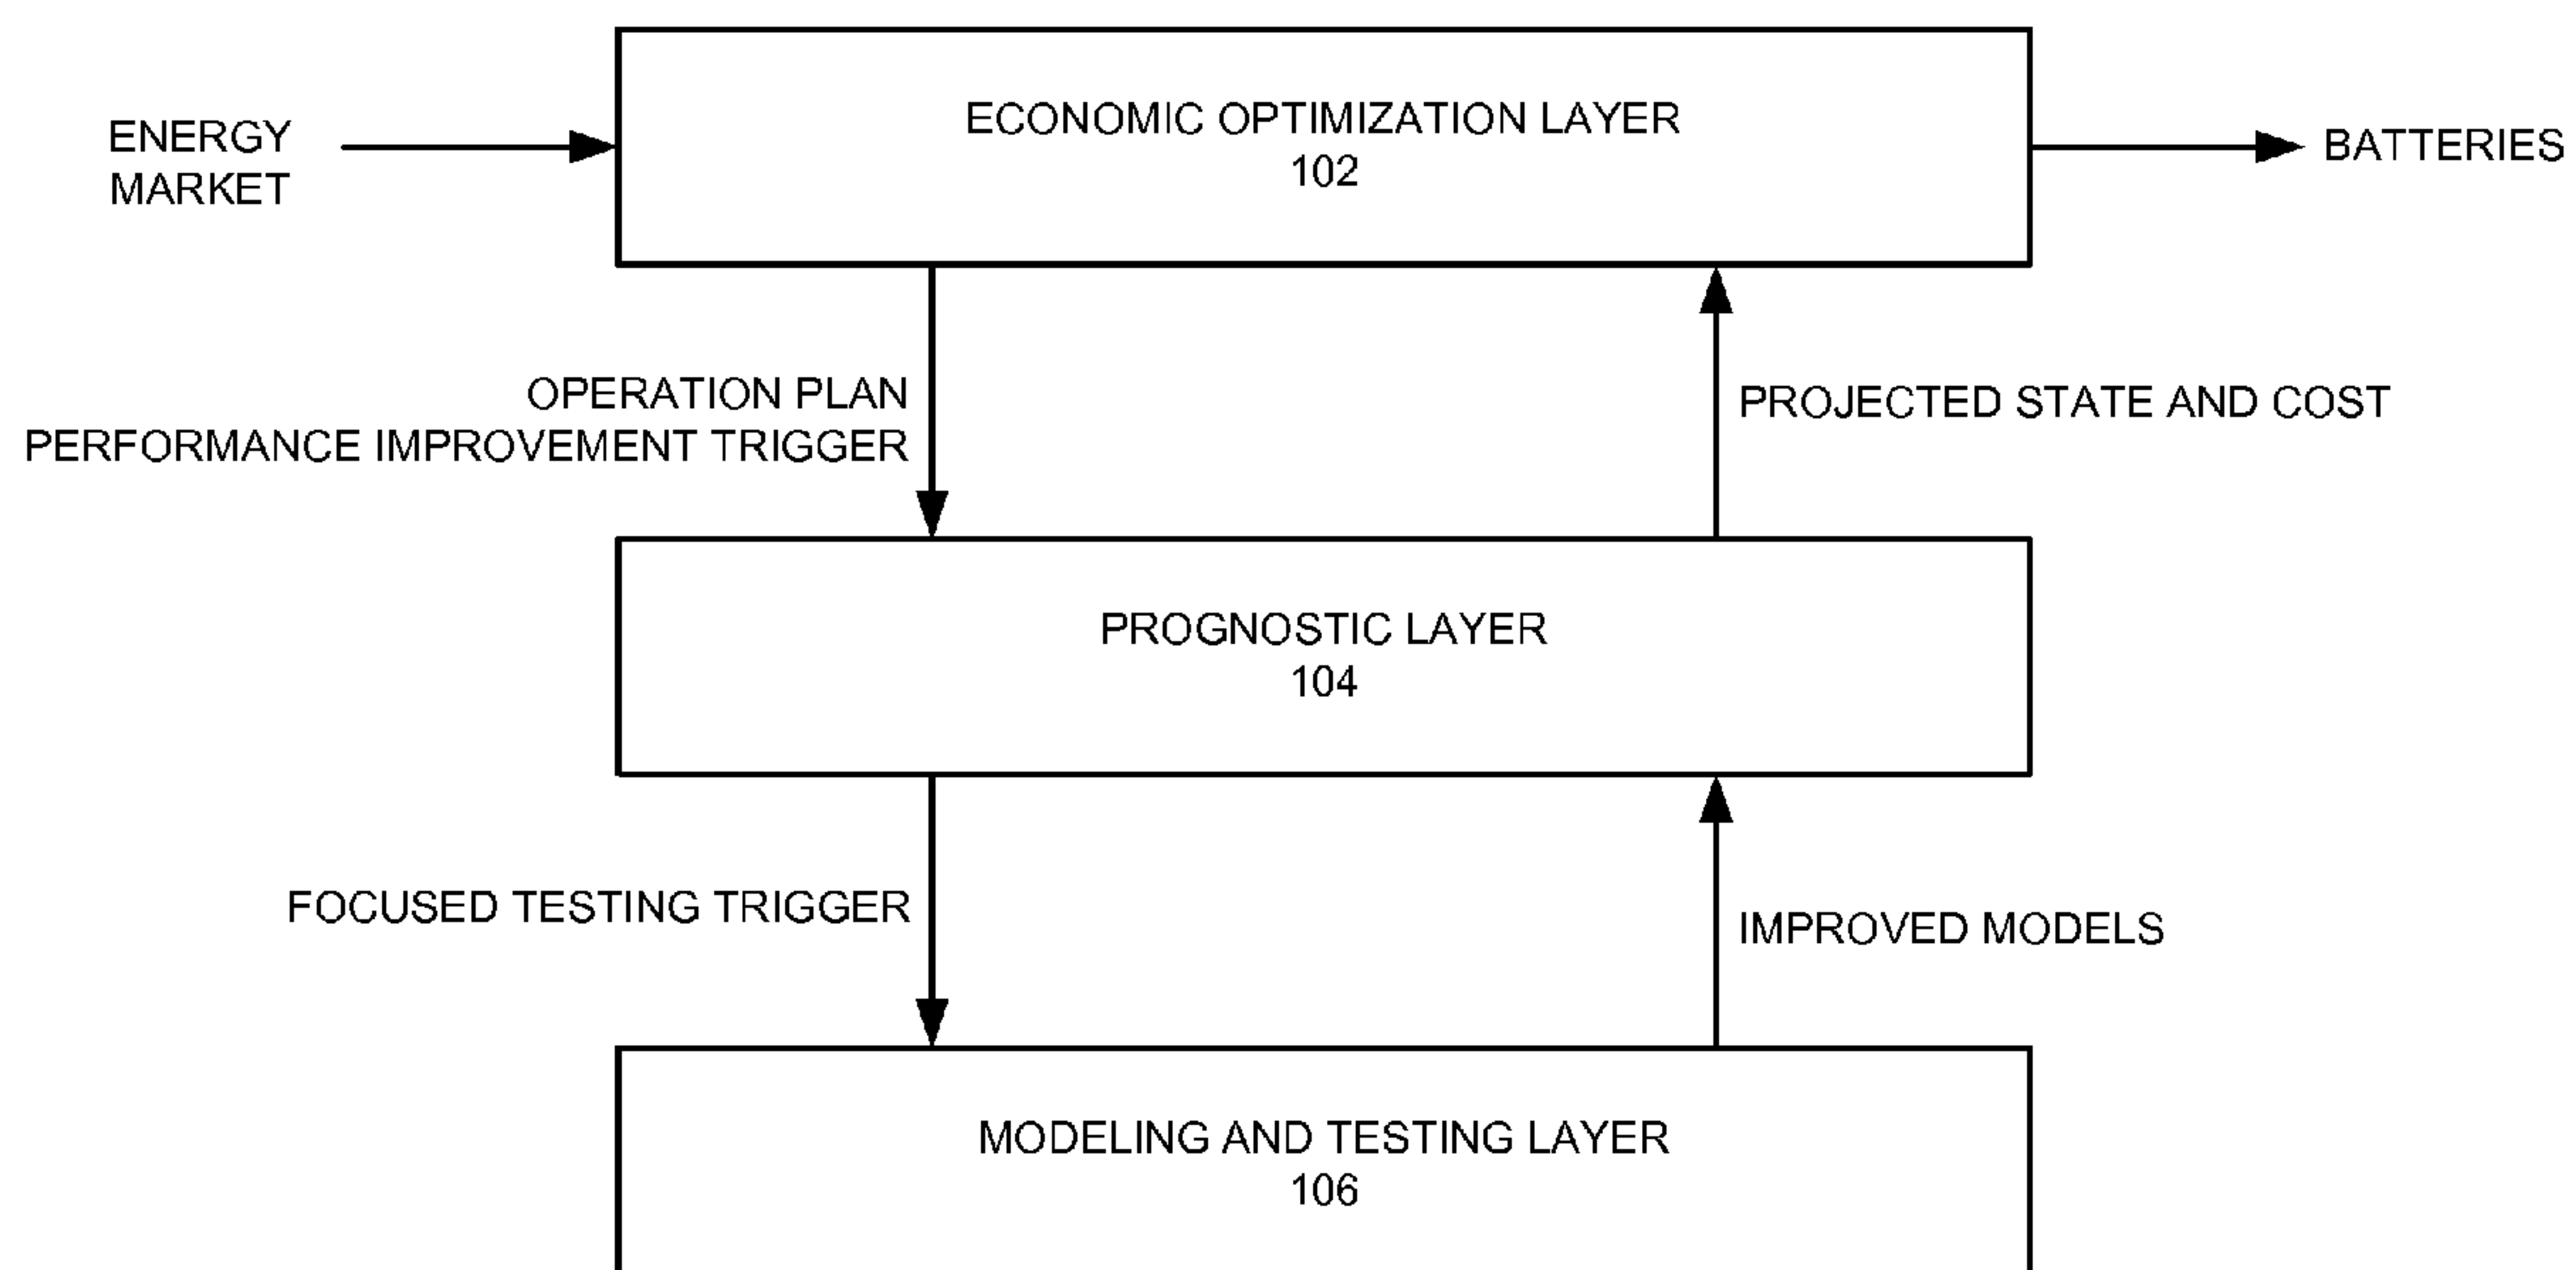 ECONOMIC OPTIMIZATION LAYER
102
ENERGY
MARKET
BATTERIES
OPERATION PLAN
PERFORMANCE IMPROVEMENT TRIGGER
PROJECTED STATE AND COST
PROGNOSTIC LAYER
104
FOCUSED TESTING TRIGGER
IMPROVED MODELS
MODELING AND TESTING LAYER
106